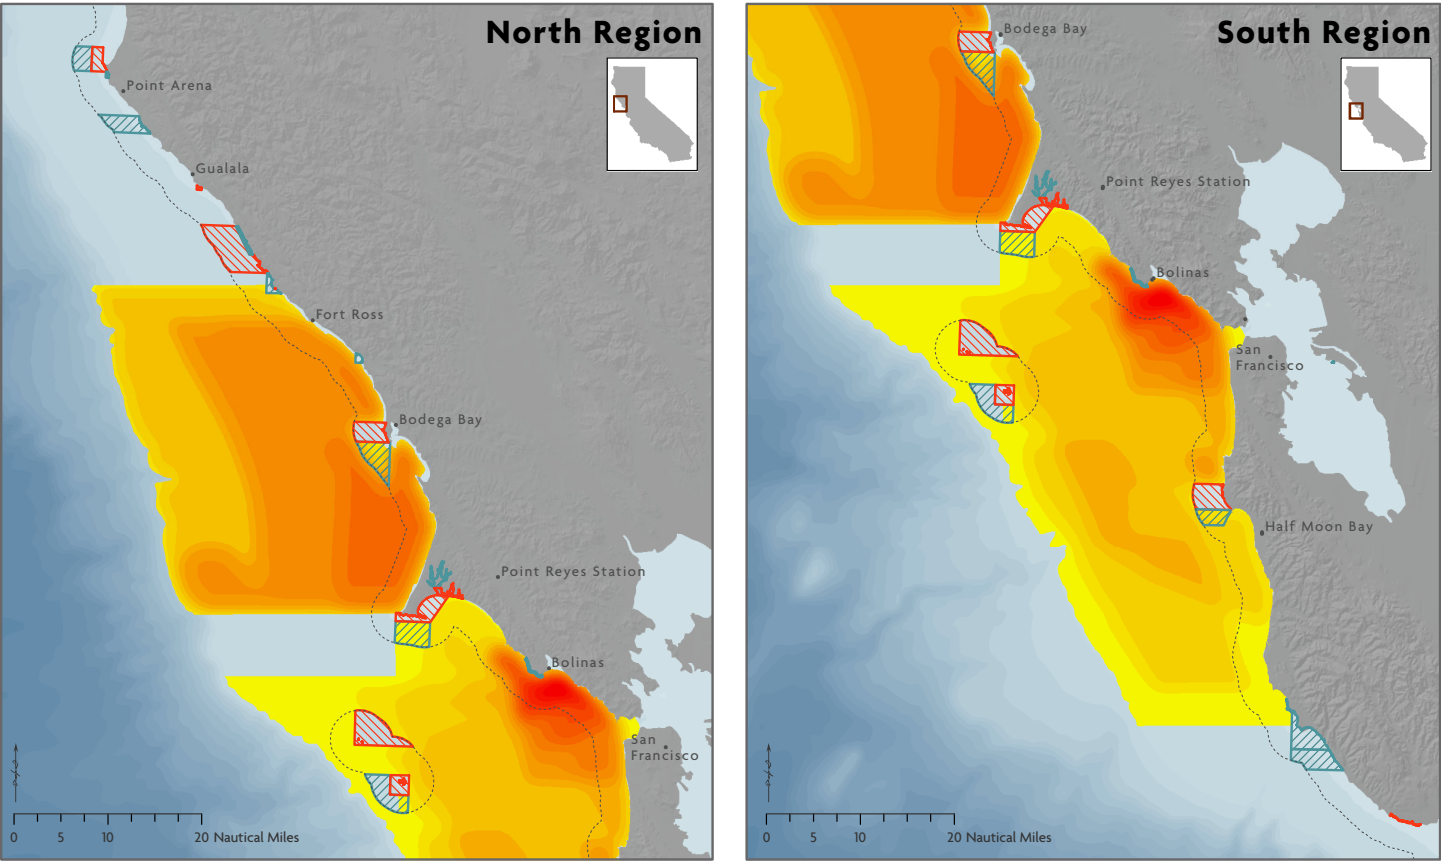 North Region
Point Arena
Gualala
Fort Ross
Bodega Bay
Point Reyes Station
Bolinas
San
Francisco
0 5 10 20 Nautical Miles
South Region
Bodega Bay
Point Reyes Station
Bolinas
San
Francisco
Half Moon Bay
0 5 10 20 Nautical Miles